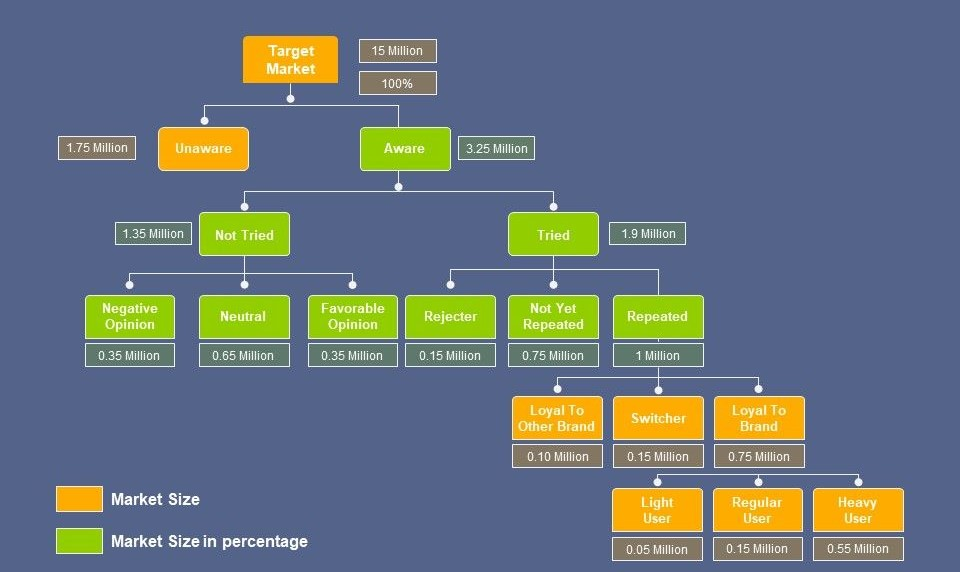 Target
Market
15 Million
100%
1.75 Million
Unaware
Aware
3.25 Million
1.35 Million
Not Tried
Tried
1.9 Million
Negative
Opinion
Neutral
Favorable
Opinion
Rejecter
Not Yet
Repeated
Repeated
0.35 Million
0.65 Million
0.35 Million
0.15 Million
0.75 Million
1 Million
Loyal To
Other Brand
Switcher
Loyal To
Brand
0.10 Million
0.15 Million
0.75 Million
Light
User
Regular
User
Heavy
User
0.05 Million
0.15 Million
0.55 Million
Market Size
Market Size in percentage